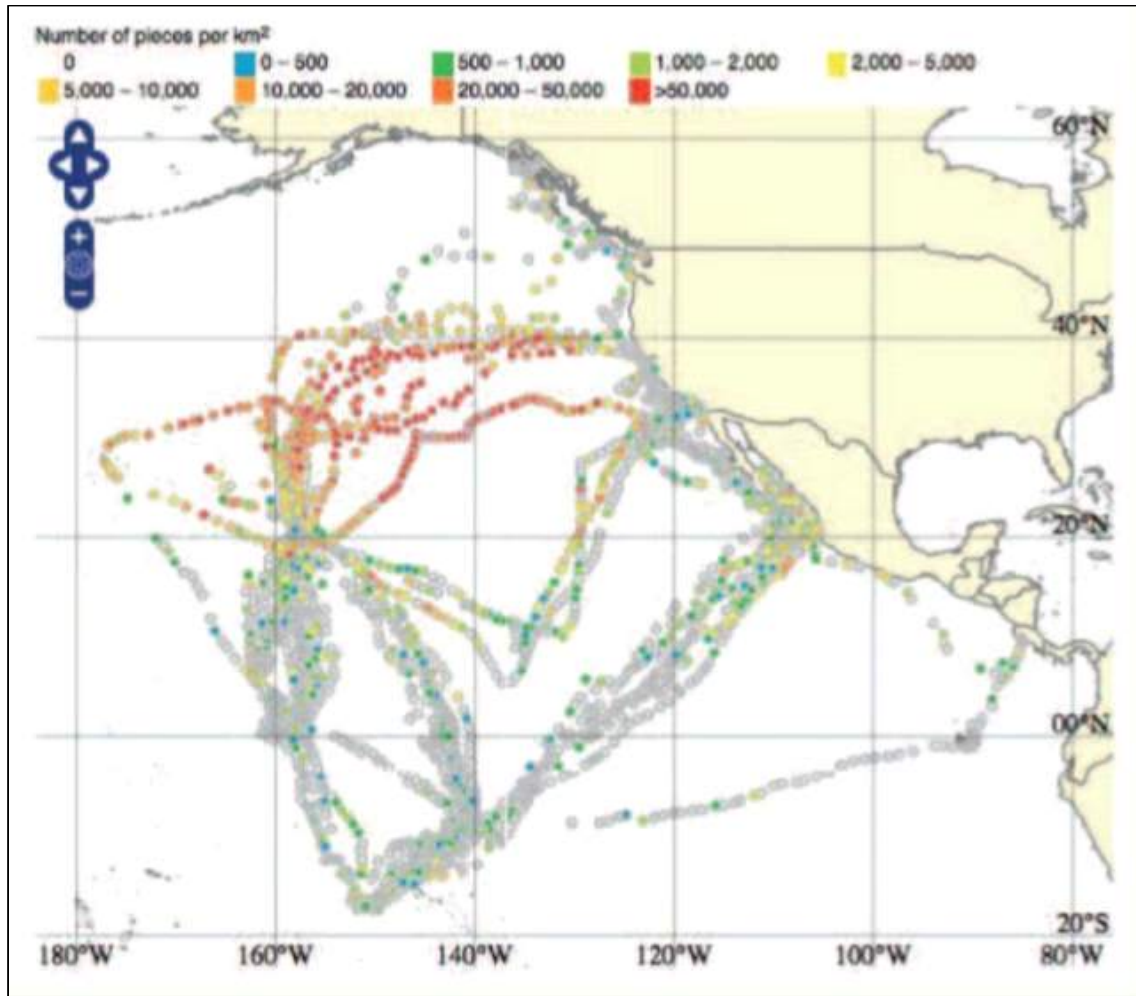 Number of pieces per km²
0 0 – 500 500 – 1,000 1,000 – 2,000 2,000 – 5,000
5,000 – 10,000 10,000 – 20,000 20,000 – 50,000 >50,000
60°N
40°N
20°N
00°N
20°S
180°W 160°W 140°W 120°W 100°W 80°W